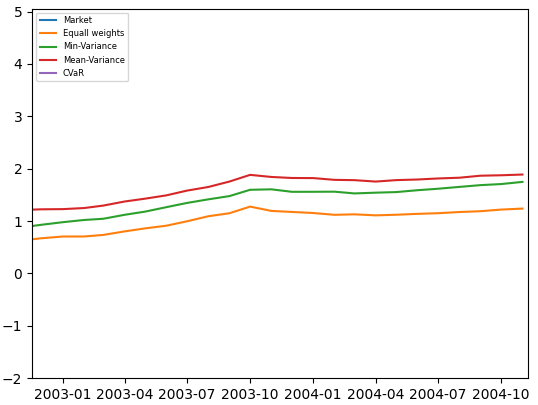 Market
Equall weights
Min-Variance
Mean-Variance
CVaR
5
4
3
2
1
0
−1
−2
2003-01 2003-04 2003-07 2003-10 2004-01 2004-04 2004-07 2004-10